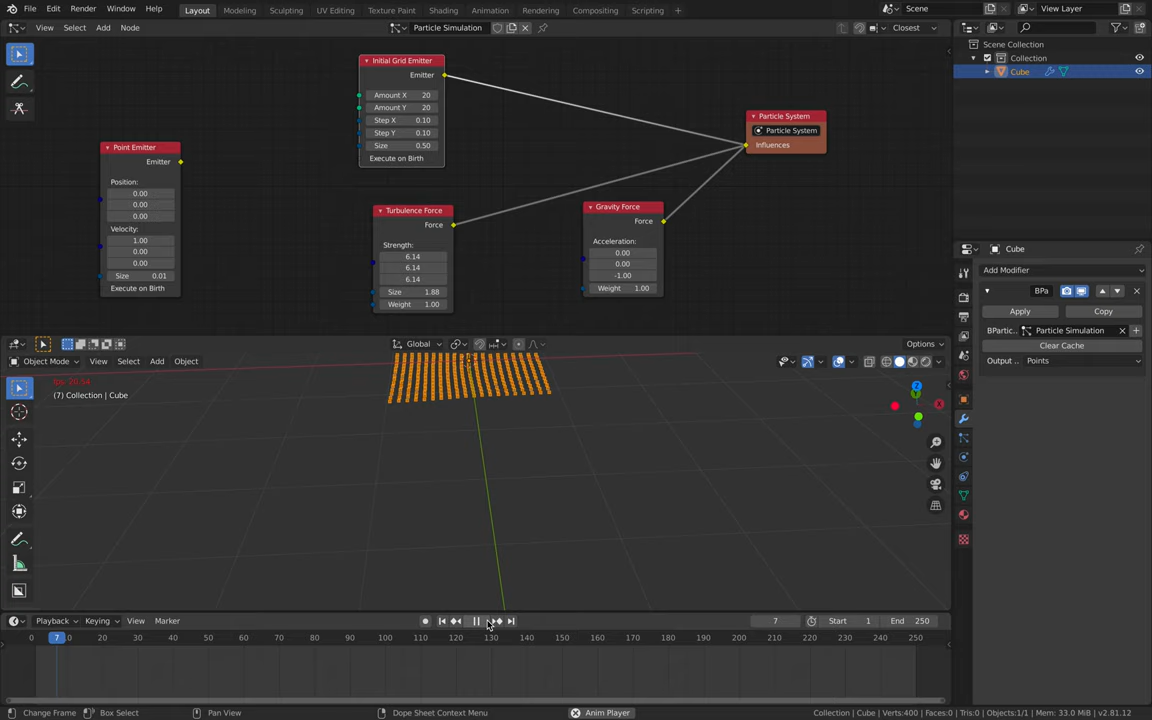 File Edit Render Window Help Layout Modeling Sculpting UV Editing Texture Paint Shading Animation Rendering Compositing Scripting + Scene View Layer
View Select Add Node Particle Simulation Closest
Scene Collection
Collection
Cube
Initial Grid Emitter
Emitter
Amount X 20
Amount Y 20
Step X 0.10
Step Y 0.10
Size 0.50
Execute on Birth
Particle System
Particle System
Influences
Point Emitter
Emitter
Position:
0.00
0.00
0.00
Velocity:
1.00
0.00
0.00
Size 0.01
Execute on Birth
Turbulence Force
Force
Strength:
6.14
6.14
6.14
Size 1.88
Weight 1.00
Gravity Force
Force
Acceleration:
0.00
0.00
-1.00
Weight 1.00
Cube
Add Modifier
BPa
Apply Copy
BPartic.. Particle Simulation
Clear Cache
Output .. Points
Global Options
Object Mode View Select Add Object
(7) Collection | Cube
Z
X
Playback Keying View Marker 7 Start 1 End 250
0 7 10 20 30 40 50 60 70 80 90 100 110 120 130 140 150 160 170 180 190 200 210 220 230 240 250
Change Frame Box Select Pan View Dope Sheet Context Menu Anim Player Collection | Cube | Verts:400 | Faces:0 | Tris:0 | Objects:1/1 | Mem: 33.0 MiB | v2.81.12